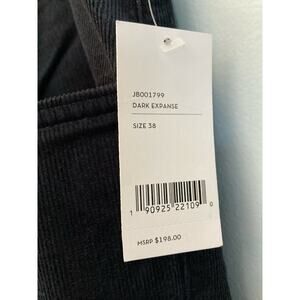 JB001799
DARK EXPANSE
SIZE 38
1 90925 22109 0
MSRP $198.00